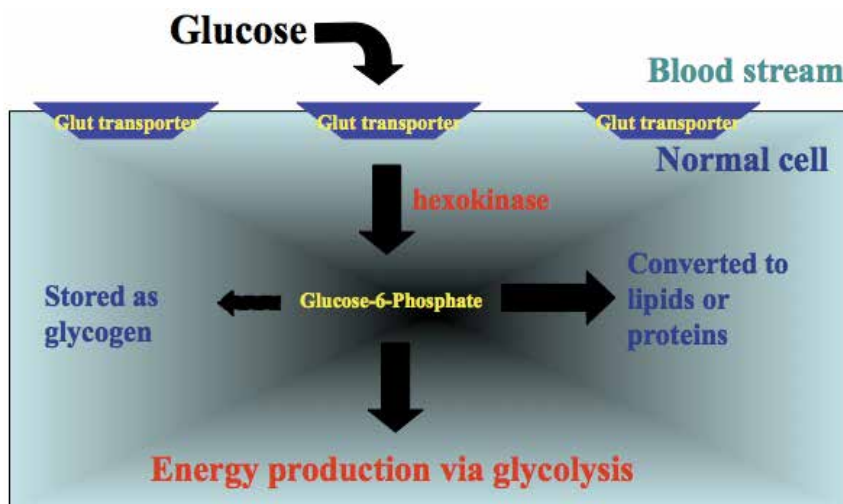 Glucose
Blood stream
Glut transporter
Glut transporter
Glut transporter
Normal cell
hexokinase
Stored as
glycogen
Glucose-6-Phosphate
Converted to
lipids or
proteins
Energy production via glycolysis